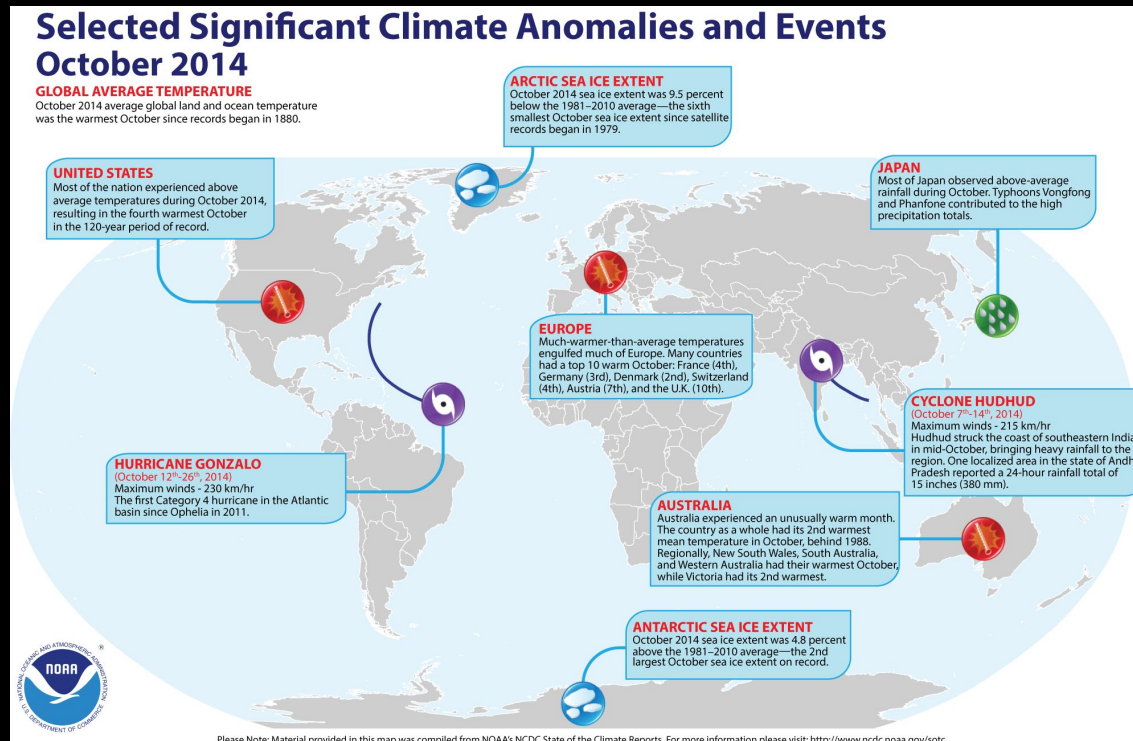 Selected Significant Climate Anomalies and Events
October 2014
GLOBAL AVERAGE TEMPERATURE
October 2014 average global land and ocean temperature
was the warmest October since records began in 1880.
ARCTIC SEA ICE EXTENT
October 2014 sea ice extent was 9.5 percent
below the 1981–2010 average—the sixth
smallest October sea ice extent since satellite
records began in 1979.
UNITED STATES
Most of the nation experienced above
average temperatures during October 2014,
resulting in the fourth warmest October
in the 120-year period of record.
JAPAN
Most of Japan observed above-average
rainfall during October. Typhoons Vongfong
and Phanfone contributed to the high
precipitation totals.
EUROPE
Much-warmer-than-average temperatures
engulfed much of Europe. Many countries
had a top 10 warm October: France (4th),
Germany (3rd), Denmark (2nd), Switzerland
(4th), Austria (7th), and the U.K. (10th).
CYCLONE HUDHUD
(October 7th-14th, 2014)
Maximum winds - 215 km/hr
Hudhud struck the coast of southeastern India
in mid-October, bringing heavy rainfall to the
region. One localized area in the state of Andh
Pradesh reported a 24-hour rainfall total of
15 inches (380 mm).
HURRICANE GONZALO
(October 12th-26th, 2014)
Maximum winds - 230 km/hr
The first Category 4 hurricane in the Atlantic
basin since Ophelia in 2011.
AUSTRALIA
Australia experienced an unusually warm month.
The country as a whole had its 2nd warmest
mean temperature in October, behind 1988.
Regionally, New South Wales, South Australia,
and Western Australia had their warmest October,
while Victoria had its 2nd warmest.
ANTARCTIC SEA ICE EXTENT
October 2014 sea ice extent was 4.8 percent
above the 1981–2010 average—the 2nd
largest October sea ice extent on record.
NATIONAL OCEANIC AND ATMOSPHERIC ADMINISTRATION
®
NOAA
U.S. DEPARTMENT OF COMMERCE
Please Note: Material provided in this map was compiled from NOAA's NCDC State of the Climate Reports. For more information please visit: http://www.ncdc.noaa.gov/sotc